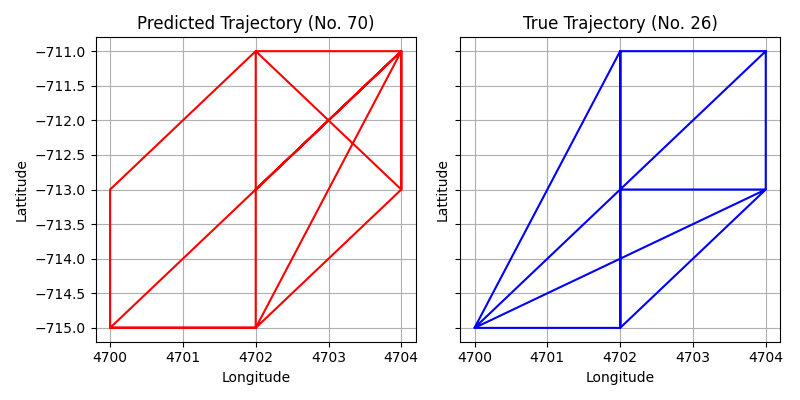 Predicted Trajectory (No. 70)
True Trajectory (No. 26)
−711.0
−711.5
−712.0
−712.5
−713.0
−713.5
−714.0
−714.5
−715.0
Lattitude
Lattitude
4700 4701 4702 4703 4704
4700 4701 4702 4703 4704
Longitude
Longitude